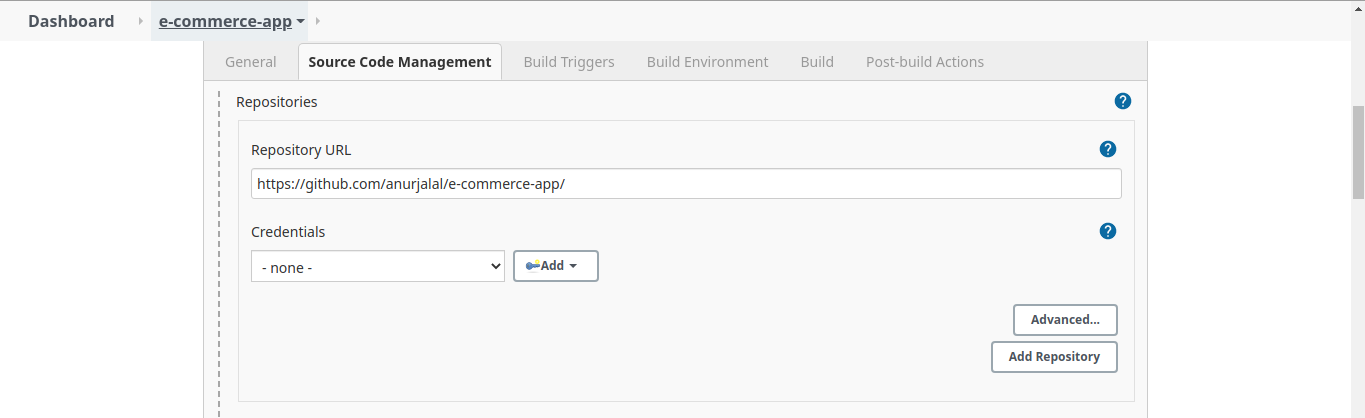 Dashboard e-commerce-app
General Source Code Management Build Triggers Build Environment Build Post-build Actions
Repositories
Repository URL
https://github.com/anurjalal/e-commerce-app/
Credentials
- none - Add
Advanced...
Add Repository